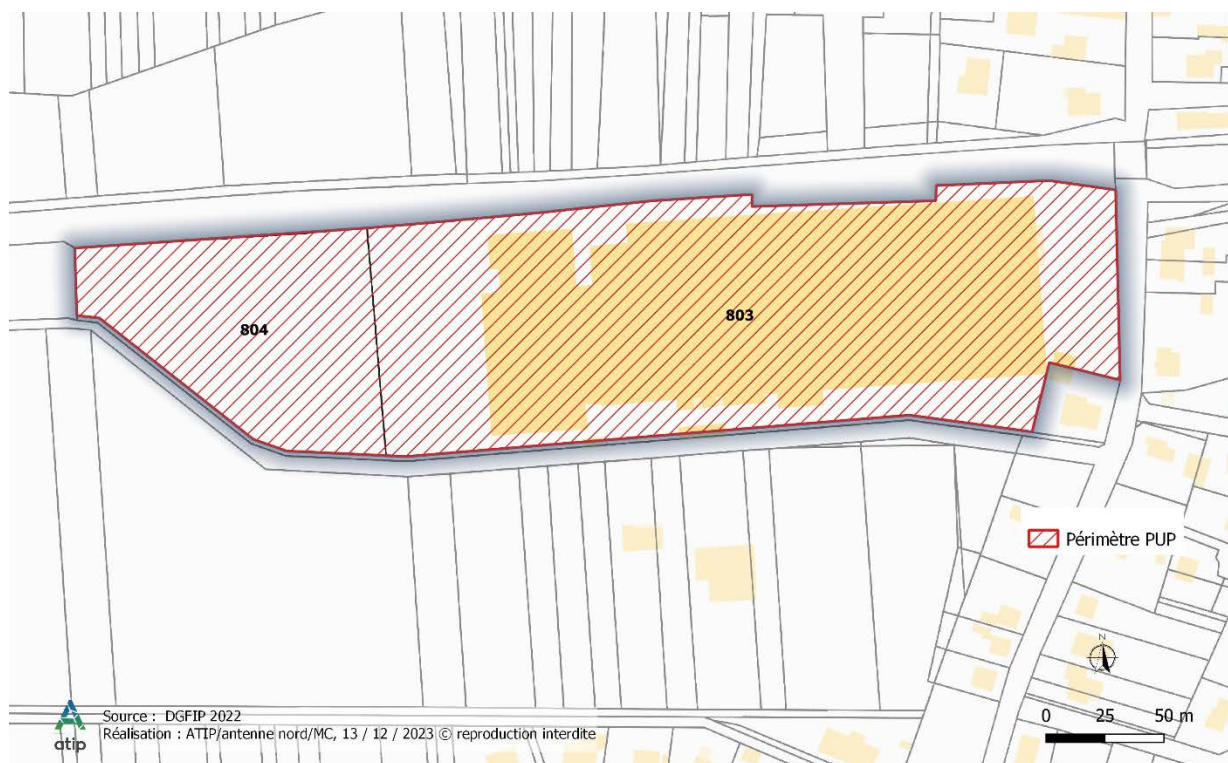 804
803
Périmètre PUP
N
0 25 50 m
atip
Source : DGFIP 2022
Réalisation : ATIP/antenne nord/MC, 13 / 12 / 2023 © reproduction interdite